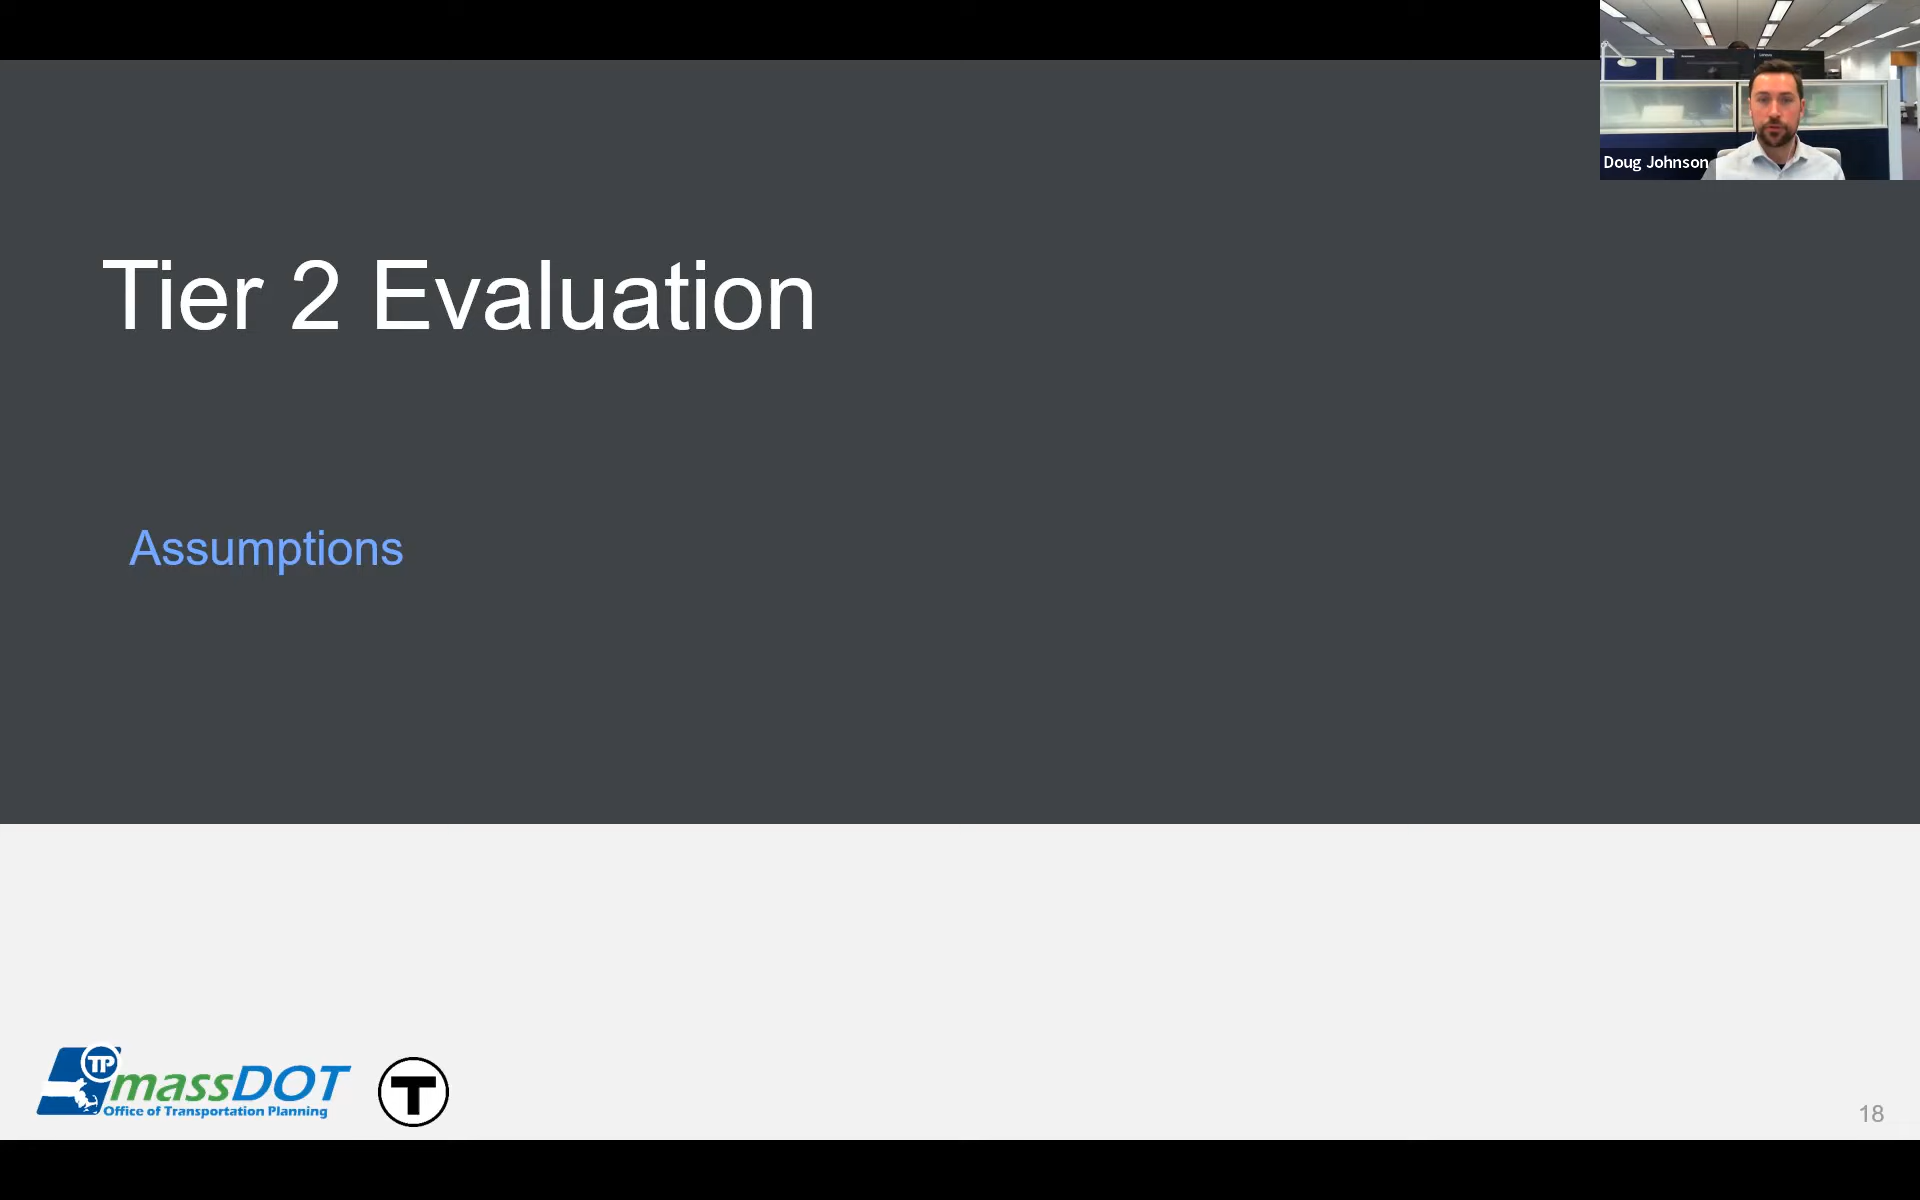 Doug Johnson
Tier 2 Evaluation
Assumptions
TP
massDOT
Office of Transportation Planning
T
18